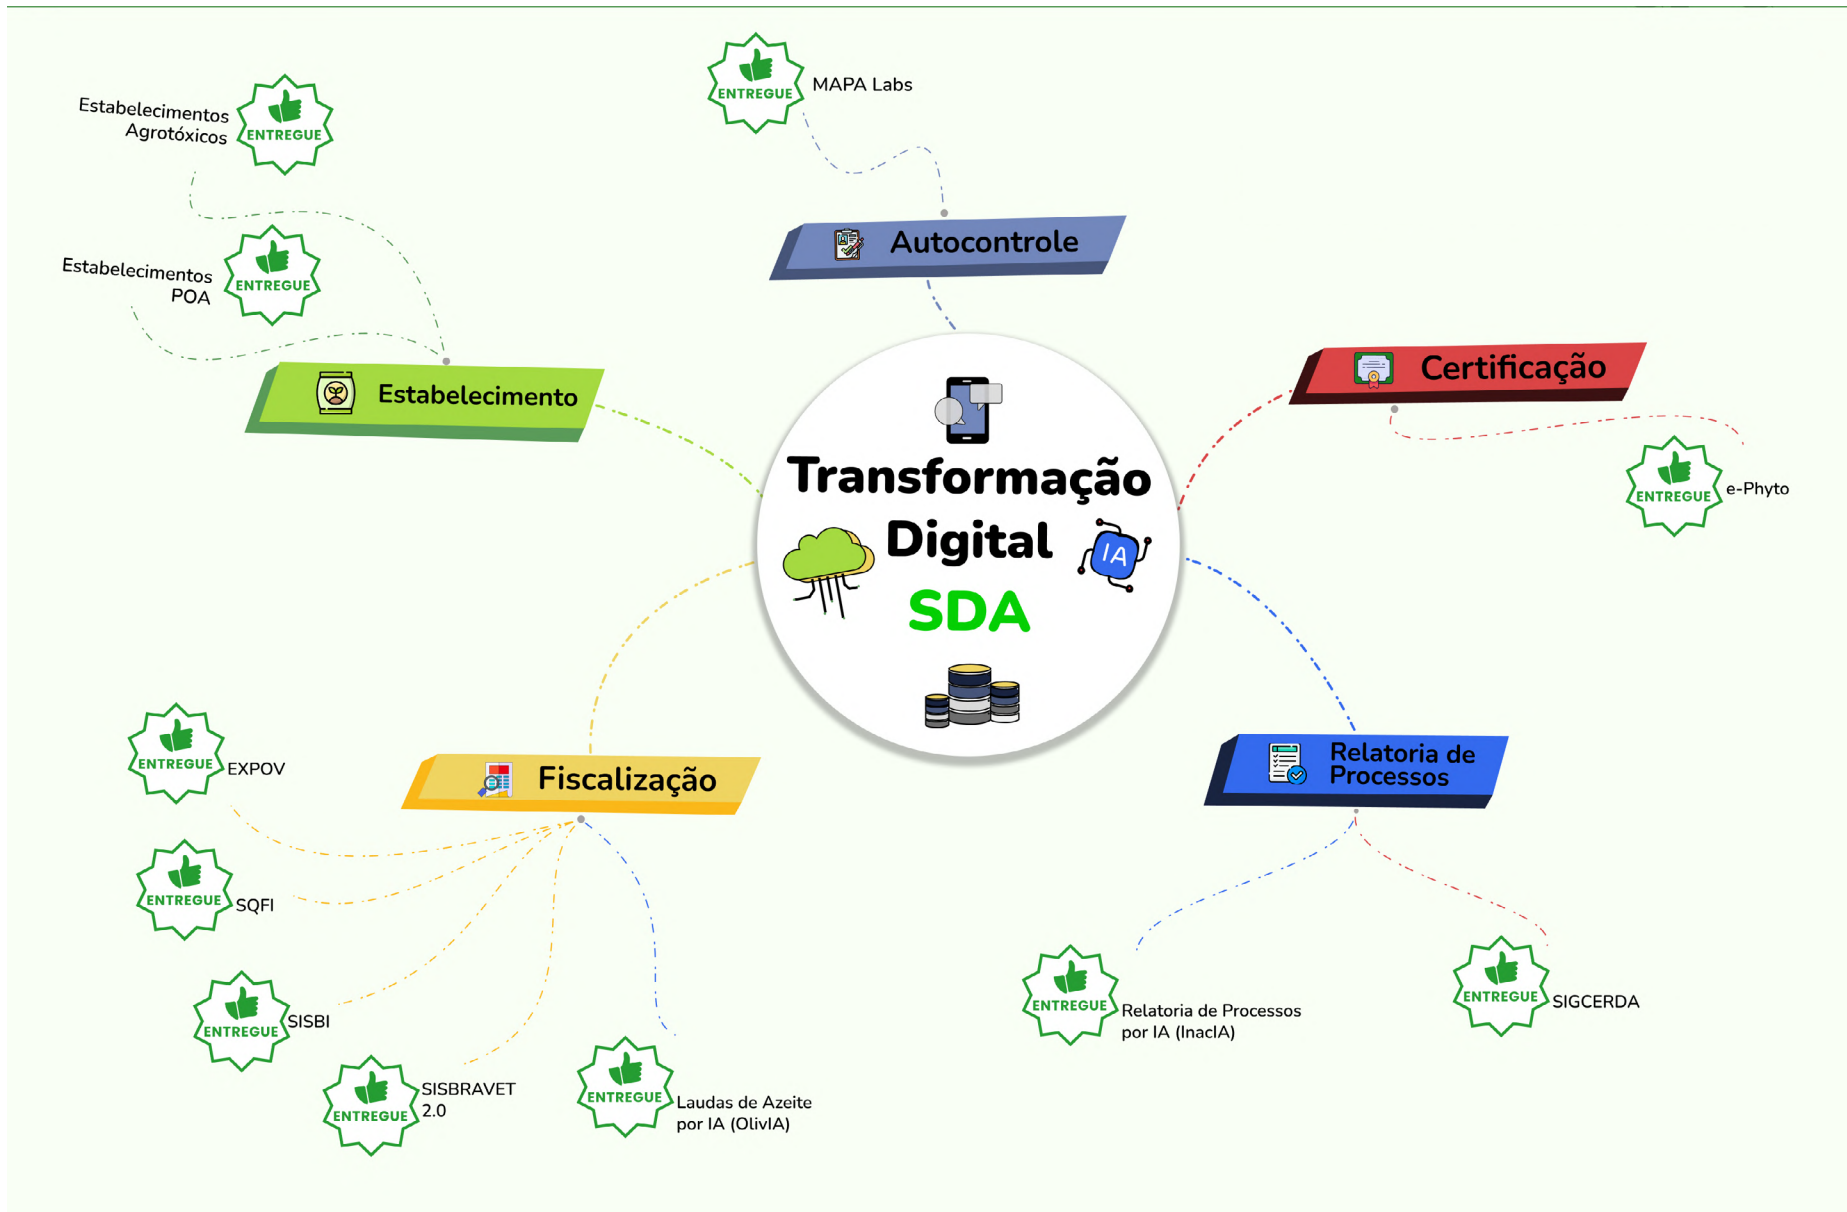 ENTREGUE
MAPA Labs
Estabelecimentos
Agrotóxicos
ENTREGUE
Estabelecimentos
POA
ENTREGUE
Autocontrole
Estabelecimento
Certificação
ENTREGUE
e-Phyto
Transformação
Digital
IA
SDA
Fiscalização
Relatoria de
Processos
ENTREGUE
EXPOV
ENTREGUE
SQFI
ENTREGUE
SISBI
ENTREGUE
SISBRAVET
2.0
ENTREGUE
Laudas de Azeite
por IA (OlivIA)
ENTREGUE
Relatoria de Processos
por IA (InacIA)
ENTREGUE
SIGCERDA